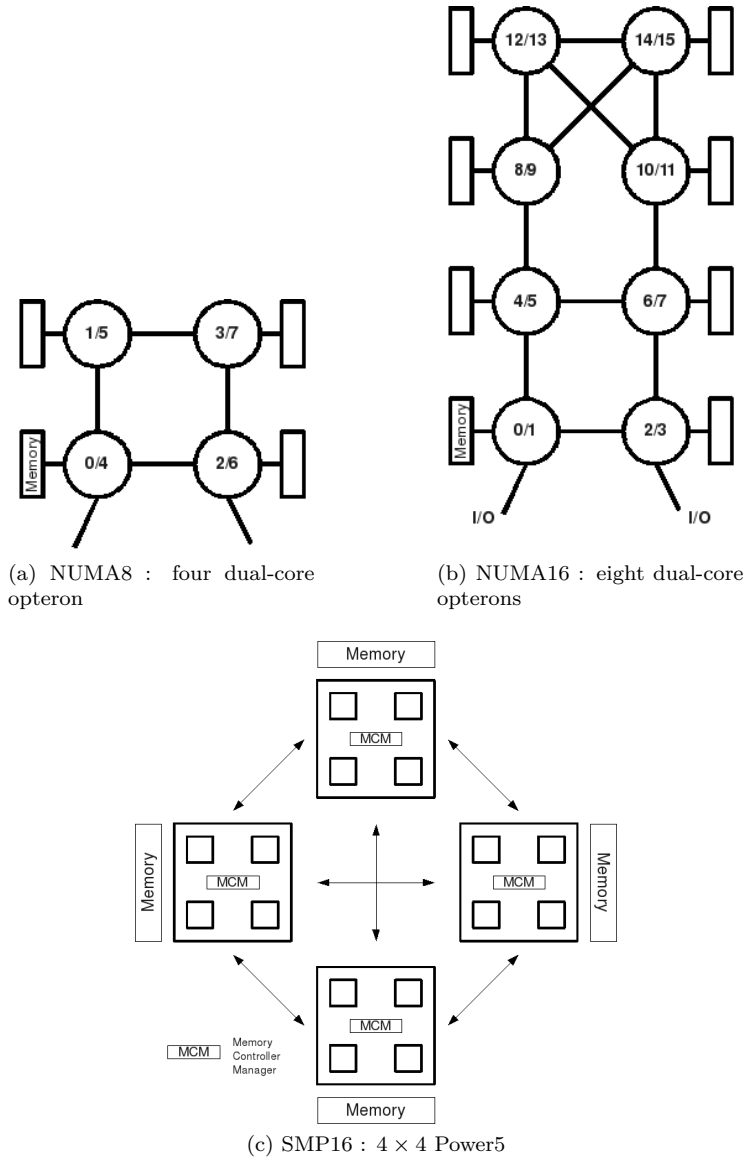 12/13
14/15
8/9
10/11
1/5
3/7
4/5
6/7
Memory
0/4
2/6
Memory
0/1
2/3
I/O
I/O
(a) NUMA8 : four dual-core
opteron
(b) NUMA16 : eight dual-core
opterons
Memory
MCM
Memory
MCM
MCM
Memory
MCM
MCM
Memory
Controller
Manager
Memory
(c) SMP16 : 4 × 4 Power5